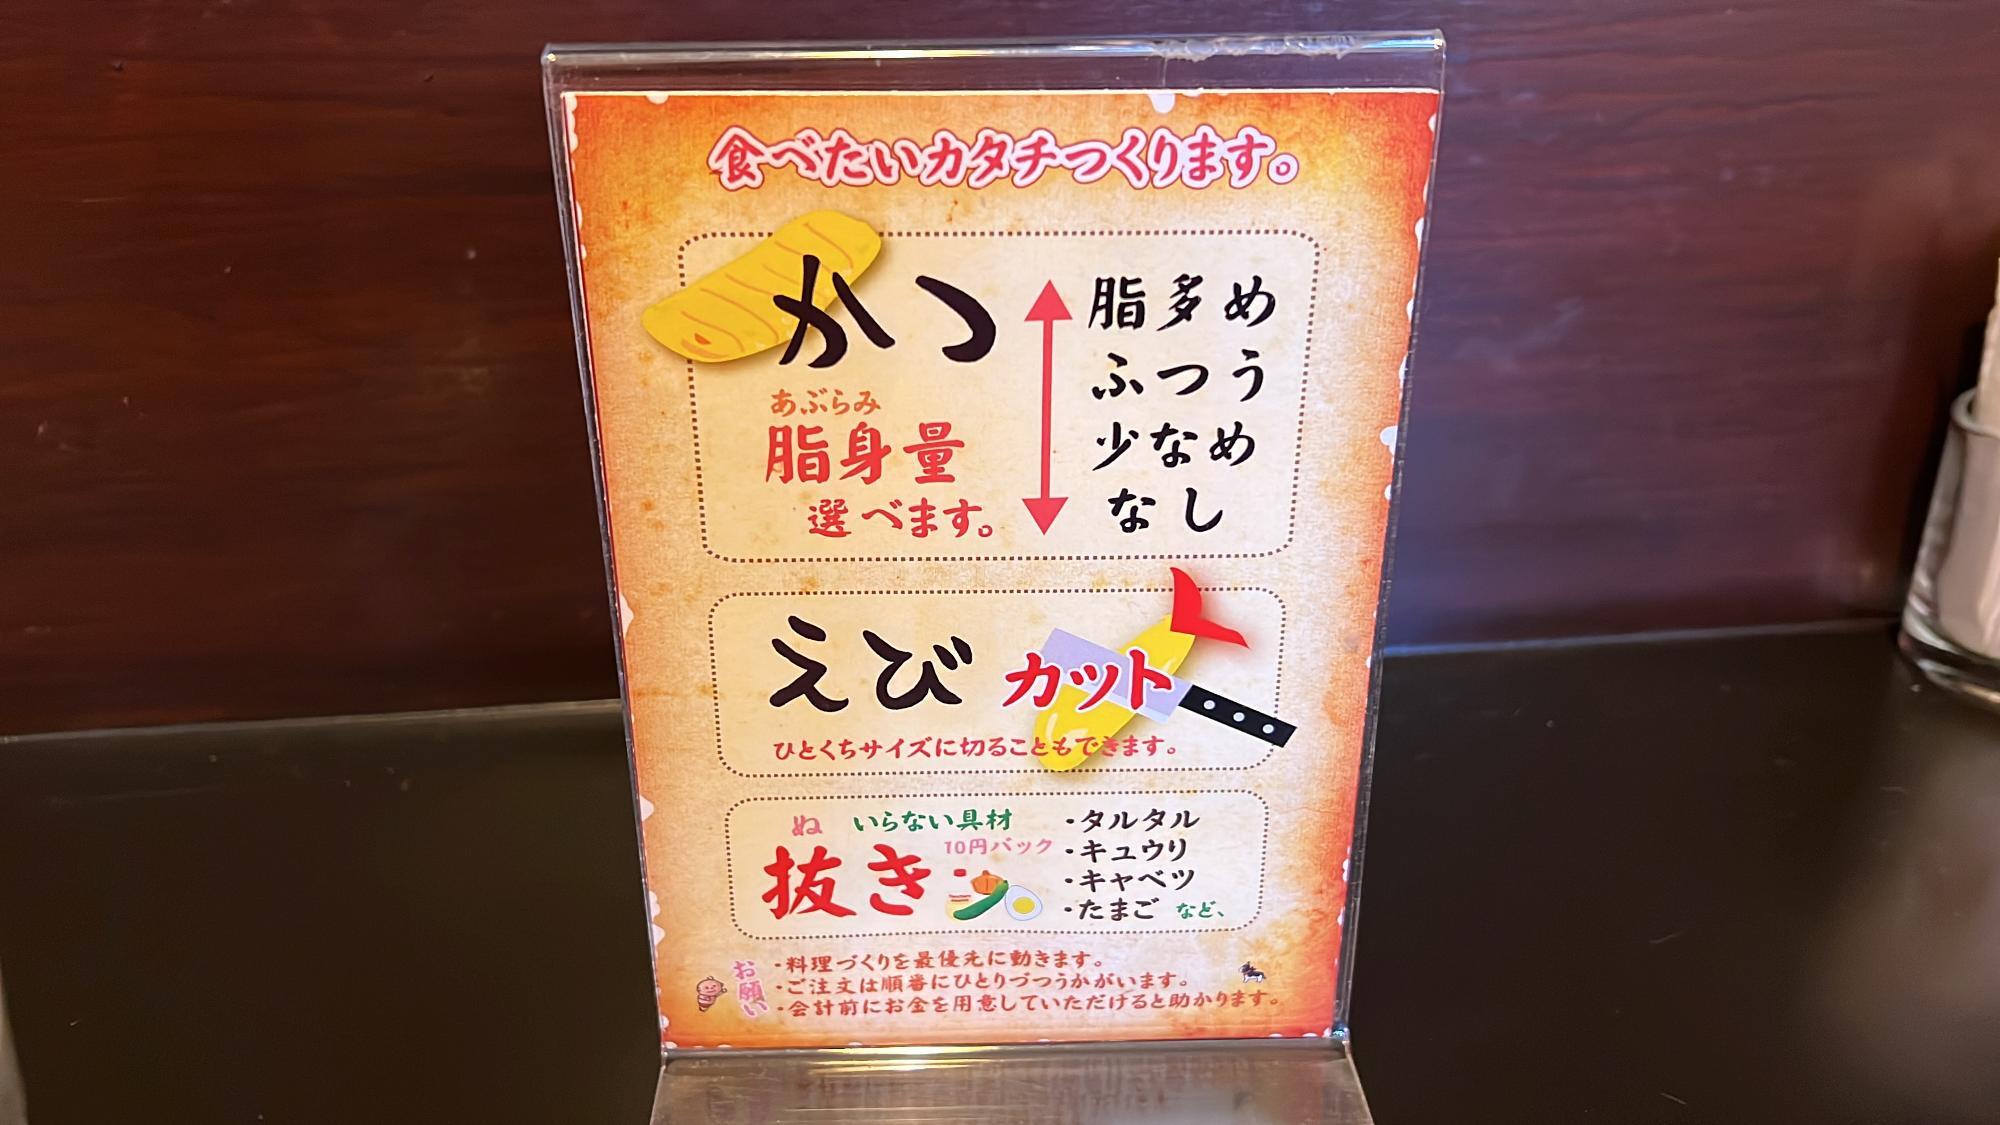 食べたいカタチつくります。
かつ
あぶらみ
脂身量
選べます。
脂多め
ふつう
少なめ
なし
えび カット
ひとくちサイズに切ることもできます。
ぬ
抜き
いらない具材
10円バック
・タルタル
・キュウリ
・キャベツ
・たまご など、
お願い
・料理づくりを最優先に動きます。
・ご注文は順番にひとりづつうかがいます。
・会計前にお金を用意していただけると助かります。